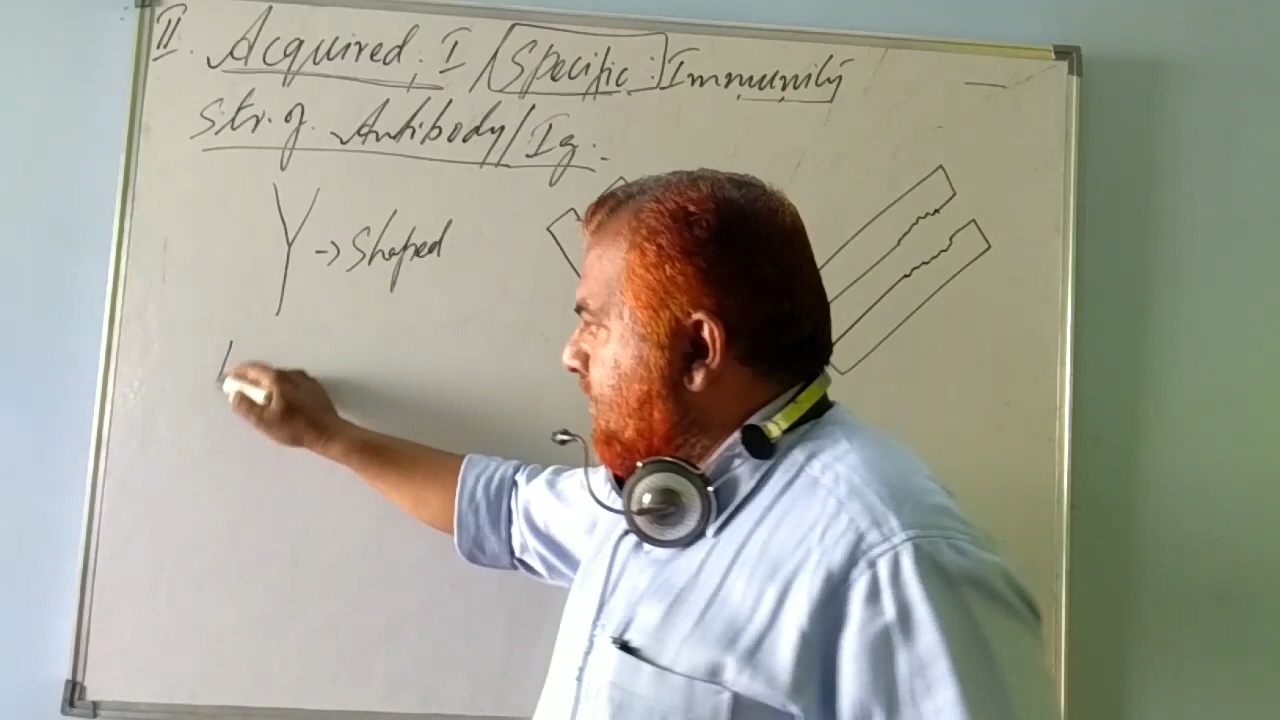 II. Acquired. I / Specific: Immunity
Str. of. Antibody/Ig.
Y → Shaped